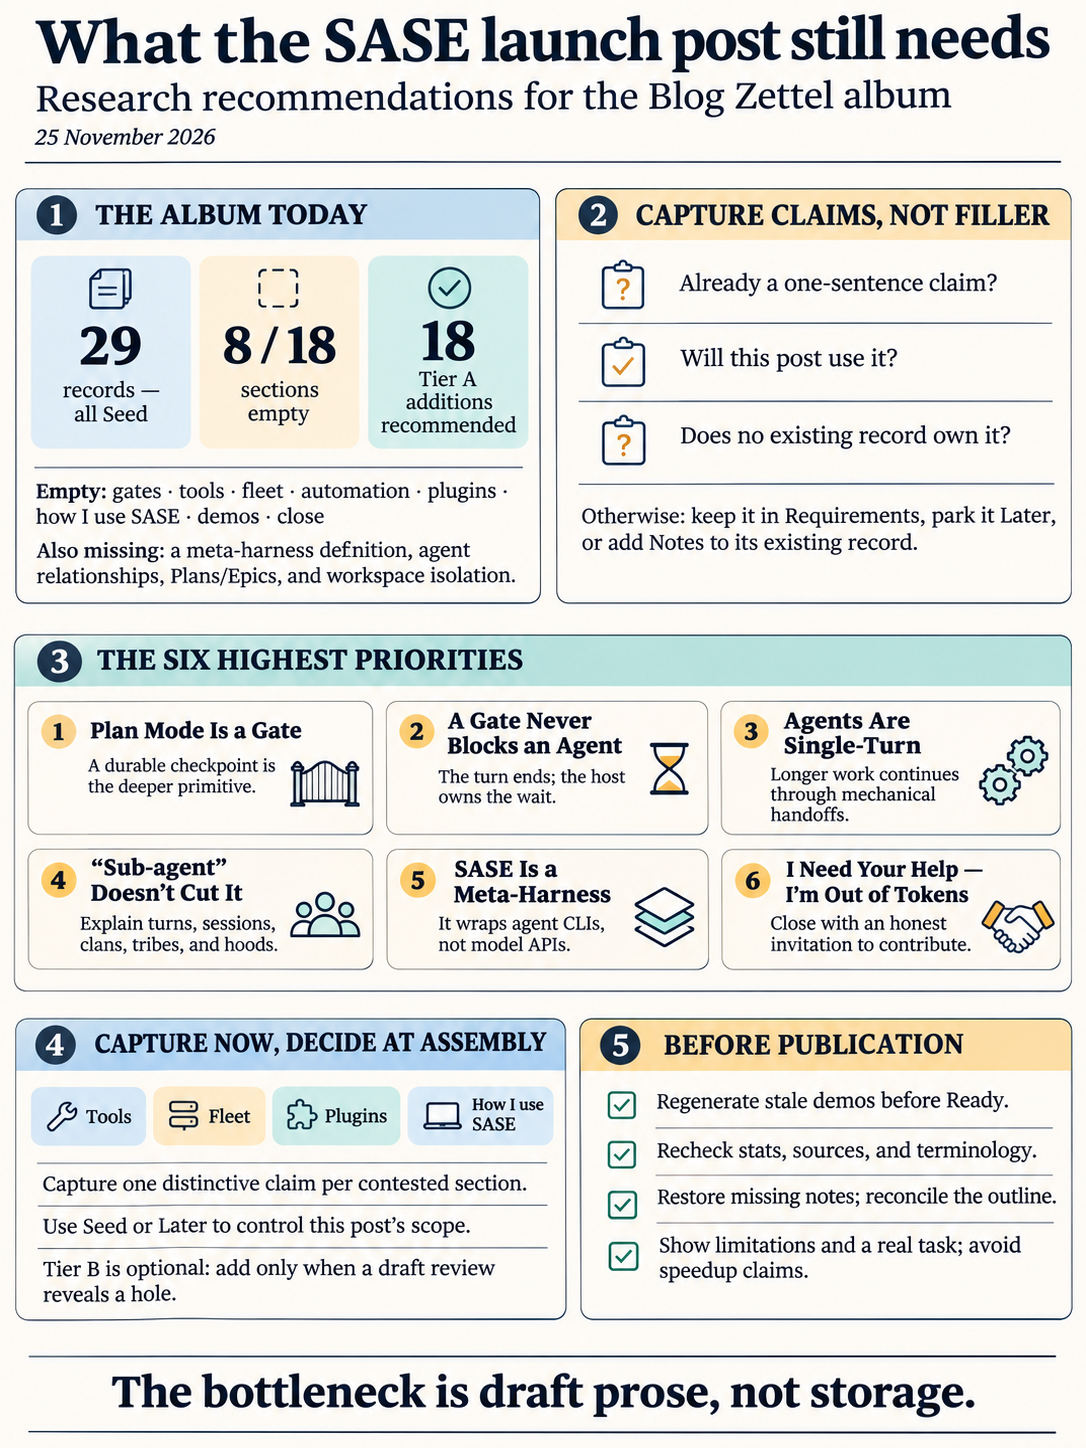 What the SASE launch post still needs
Research recommendations for the Blog Zettel album
25 November 2026
1 THE ALBUM TODAY
29
records —
all Seed
8 / 18
sections
empty
18
Tier A
additions
recommended
Empty: gates · tools · fleet · automation · plugins ·
how I use SASE · demos · close
Also missing: a meta-harness definition, agent
relationships, Plans/Epics, and workspace isolation.
2 CAPTURE CLAIMS, NOT FILLER
? Already a one-sentence claim?
Will this post use it?
? Does no existing record own it?
Otherwise: keep it in Requirements, park it Later,
or add Notes to its existing record.
3 THE SIX HIGHEST PRIORITIES
1 Plan Mode Is a Gate
A durable checkpoint is
the deeper primitive.
2 A Gate Never
Blocks an Agent
The turn ends; the host
owns the wait.
3 Agents Are
Single-Turn
Longer work continues
through mechanical
handoffs.
4 “Sub-agent”
Doesn’t Cut It
Explain turns, sessions,
clans, tribes, and hoods.
5 SASE Is a
Meta-Harness
It wraps agent CLIs,
not model APIs.
6 I Need Your Help —
I’m Out of Tokens
Close with an honest
invitation to contribute.
4 CAPTURE NOW, DECIDE AT ASSEMBLY
Tools
Fleet
Plugins
How I use
SASE
Capture one distinctive claim per contested section.
Use Seed or Later to control this post’s scope.
Tier B is optional: add only when a draft review
reveals a hole.
5 BEFORE PUBLICATION
Regenerate stale demos before Ready.
Recheck stats, sources, and terminology.
Restore missing notes; reconcile the outline.
Show limitations and a real task; avoid
speedup claims.
The bottleneck is draft prose, not storage.